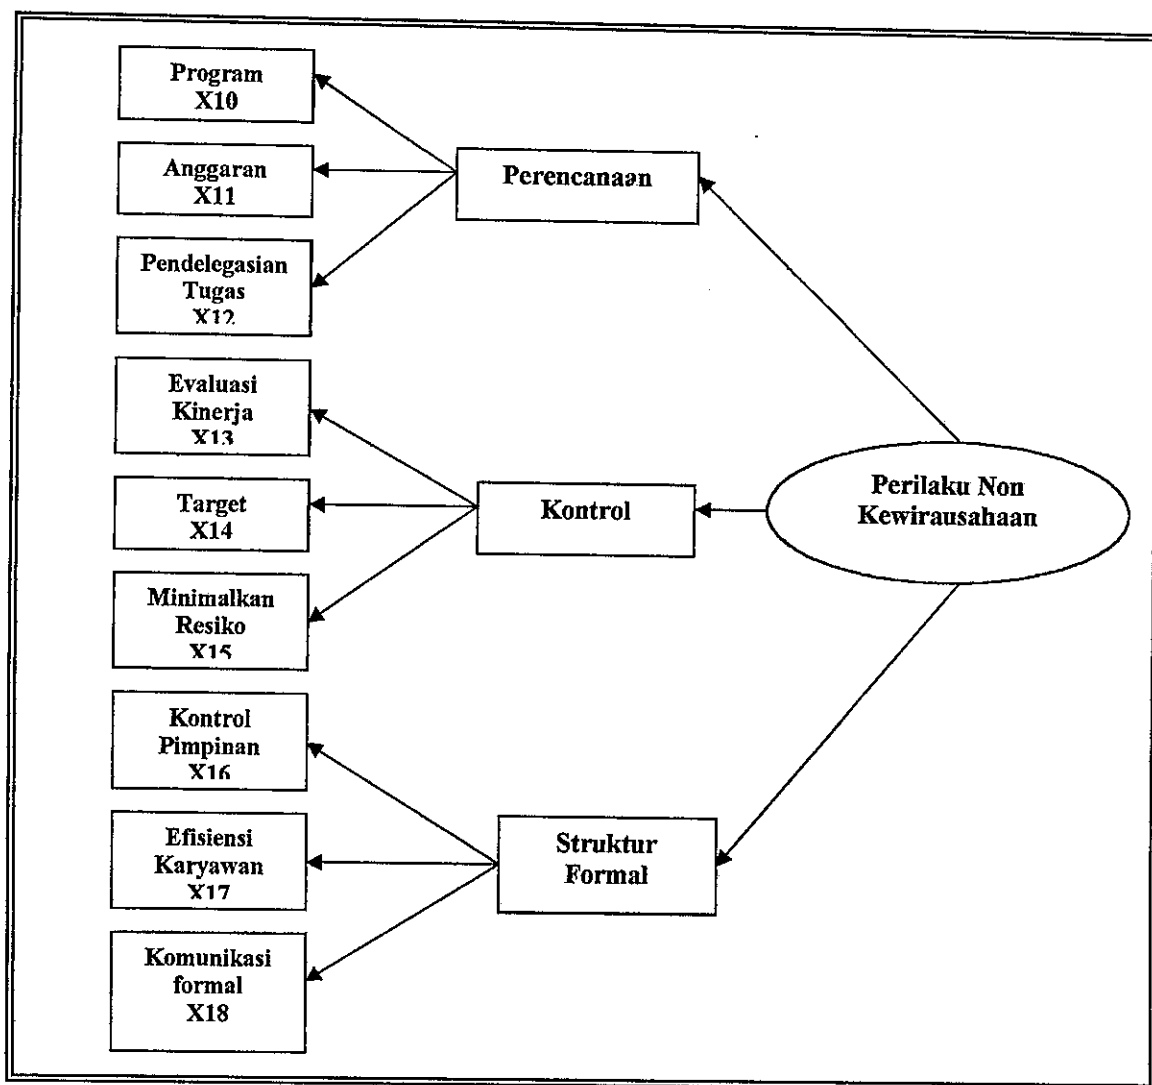 Program
X10
Anggaran
X11
Perencanaan
Pendelegasian
Tugas
X12
Evaluasi
Kinerja
X13
Target
X14
Kontrol
Perilaku Non
Kewirausahaan
Minimalkan
Resiko
X15
Kontrol
Pimpinan
X16
Efisiensi
Karyawan
X17
Struktur
Formal
Komunikasi
formal
X18